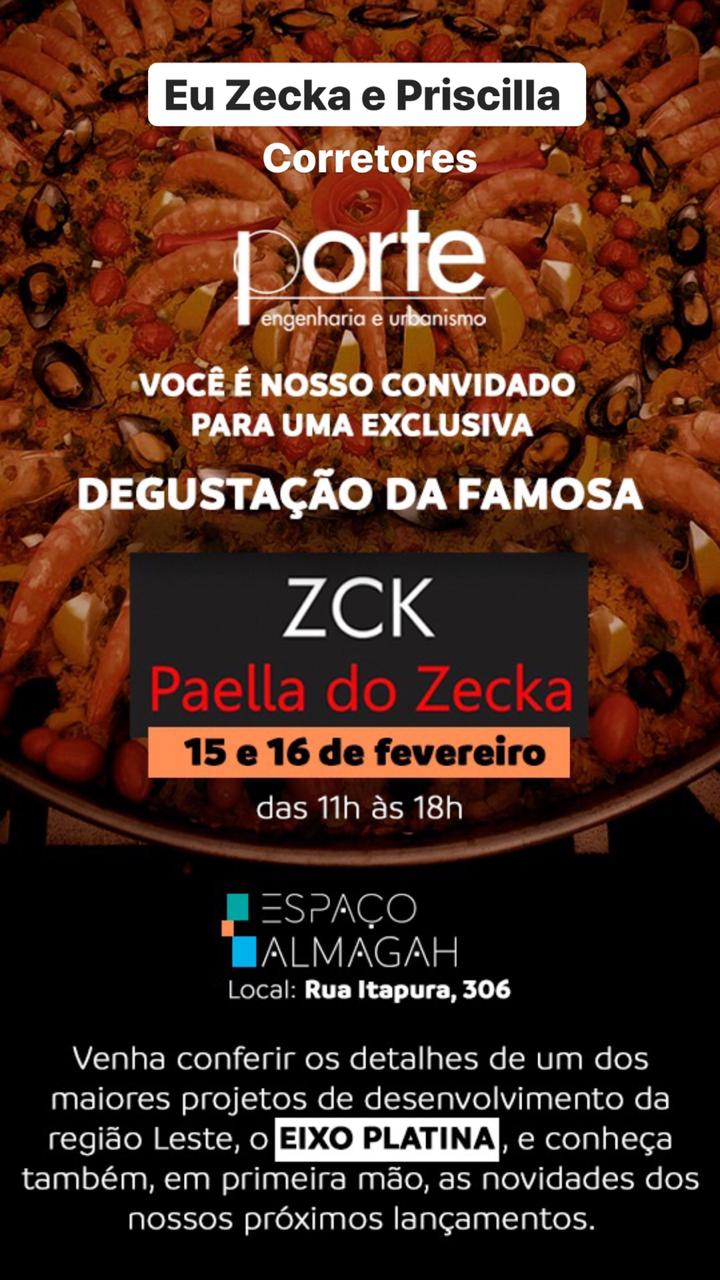 Eu Zecka e Priscilla
Corretores
porte
engenharia e urbanismo
VOCÊ É NOSSO CONVIDADO
PARA UMA EXCLUSIVA
DEGUSTAÇÃO DA FAMOSA
ZCK
Paella do Zecka
15 e 16 de fevereiro
das 11h às 18h
ESPAÇO
ALMAGAH
Local: Rua Itapura, 306
Venha conferir os detalhes de um dos
maiores projetos de desenvolvimento da
região Leste, o EIXO PLATINA, e conheça
também, em primeira mão, as novidades dos
nossos próximos lançamentos.